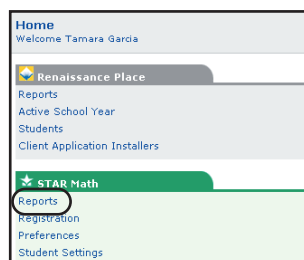 Home
Welcome Tamara Garcia
Renaissance Place
Reports
Active School Year
Students
Client Application Installers
STAR Math
Reports
Registration
Preferences
Student Settings